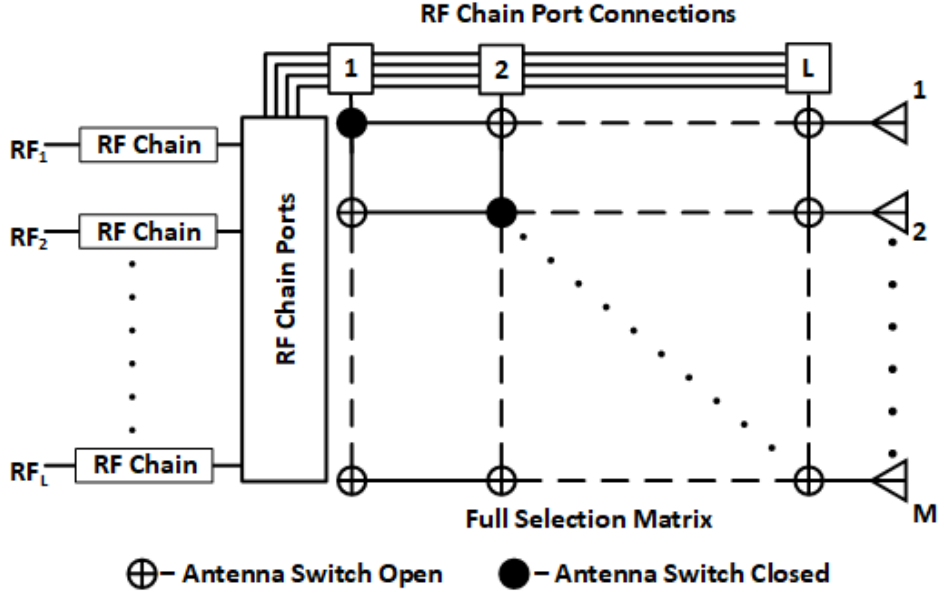 RF Chain Port Connections
1
2
L
1
RF1
RF Chain
RF2
RF Chain
2
RF Chain Ports
RFL
RF Chain
M
Full Selection Matrix
– Antenna Switch Open
– Antenna Switch Closed